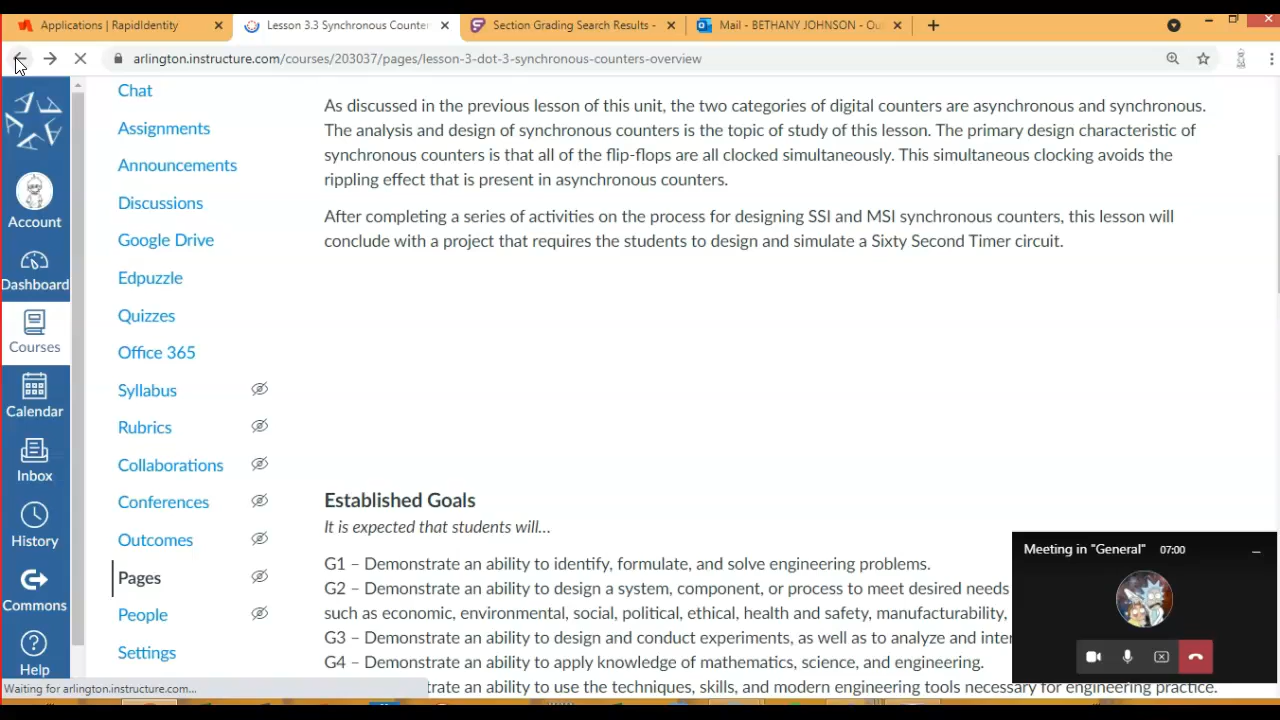 Applications | RapidIdentity
Lesson 3.3 Synchronous Counter
Section Grading Search Results -
Mail - BETHANY JOHNSON - Ou
arlington.instructure.com/courses/203037/pages/lesson-3-dot-3-synchronous-counters-overview
Account
Dashboard
Courses
Calendar
Inbox
History
Commons
Help
Chat
Assignments
Announcements
Discussions
Google Drive
Edpuzzle
Quizzes
Office 365
Syllabus
Rubrics
Collaborations
Conferences
Outcomes
Pages
People
Settings
As discussed in the previous lesson of this unit, the two categories of digital counters are asynchronous and synchronous.
The analysis and design of synchronous counters is the topic of study of this lesson. The primary design characteristic of
synchronous counters is that all of the flip-flops are all clocked simultaneously. This simultaneous clocking avoids the
rippling effect that is present in asynchronous counters.
After completing a series of activities on the process for designing SSI and MSI synchronous counters, this lesson will
conclude with a project that requires the students to design and simulate a Sixty Second Timer circuit.
Established Goals
It is expected that students will...
G1 – Demonstrate an ability to identify, formulate, and solve engineering problems.
G2 – Demonstrate an ability to design a system, component, or process to meet desired needs
such as economic, environmental, social, political, ethical, health and safety, manufacturability,
G3 – Demonstrate an ability to design and conduct experiments, as well as to analyze and inter
G4 – Demonstrate an ability to apply knowledge of mathematics, science, and engineering.
trate an ability to use the techniques, skills, and modern engineering tools necessary for engineering practice.
Meeting in "General" 07:00
Waiting for arlington.instructure.com...